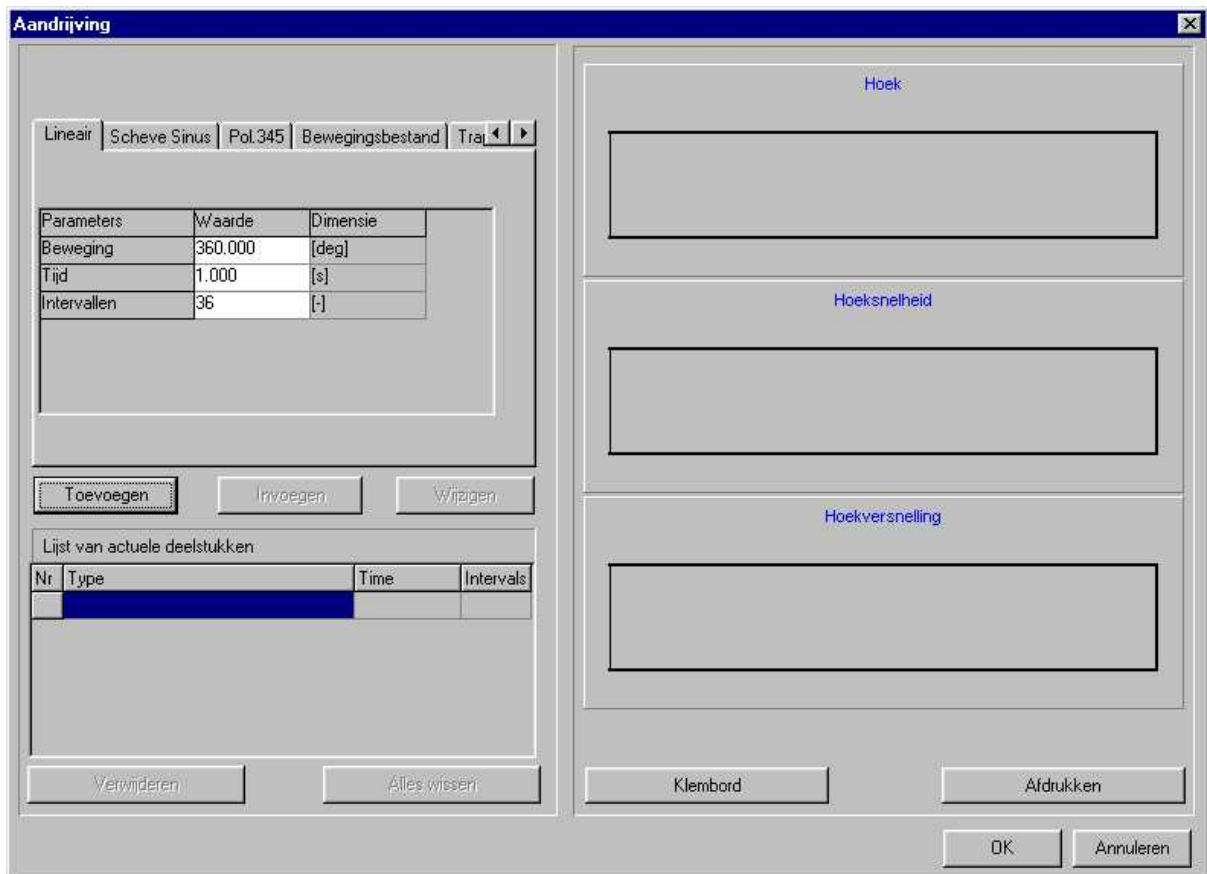 Aandrijving
Lineair Scheve Sinus Pol.345 Bewegingsbestand Tra
Parameters Waarde Dimensie
Beweging 360.000 [deg]
Tijd 1.000 [s]
Intervallen 36 [-]
Toevoegen Invoegen Wijzigen
Lijst van actuele deelstukken
Nr Type Time Intervals
Verwijderen Alles wissen
Hoek
Hoeksnelheid
Hoekversnelling
Klembord Afdrukken
OK Annuleren